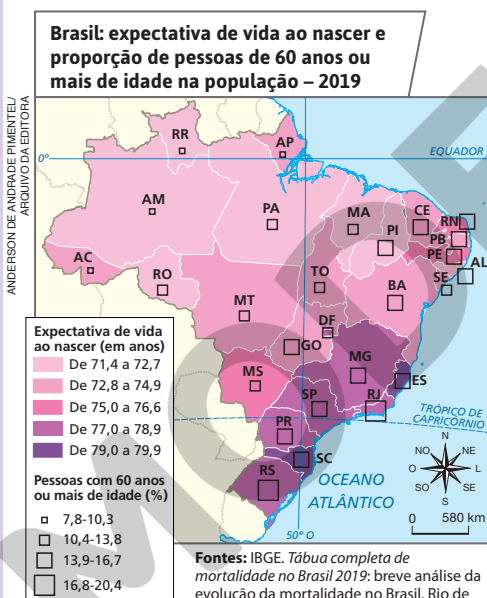 Brasil: expectativa de vida ao nascer e
proporção de pessoas de 60 anos ou
mais de idade na população – 2019
ANDERSON DE ANDRADE PIMENTEL/
ARQUIVO DA EDITORA
RR
AP
0°
EQUADOR
AM
PA
MA
CE
RN
PI
PB
PE
AC
AL
TO
SE
RO
BA
MT
DF
GO
MG
MS
ES
SP
RJ
TRÓPICO DE
CAPRICÓRNIO
PR
SC
RS
OCEANO
ATLÂNTICO
50° O
N
NO
NE
O
L
SO
SE
S
0 580 km
Expectativa de vida
ao nascer (em anos)
De 71,4 a 72,7
De 72,8 a 74,9
De 75,0 a 76,6
De 77,0 a 78,9
De 79,0 a 79,9
Pessoas com 60 anos
ou mais de idade (%)
7,8-10,3
10,4-13,8
13,9-16,7
16,8-20,4
Fontes: IBGE. Tábua completa de
mortalidade no Brasil 2019: breve análise da
evolução da mortalidade no Brasil. Rio de